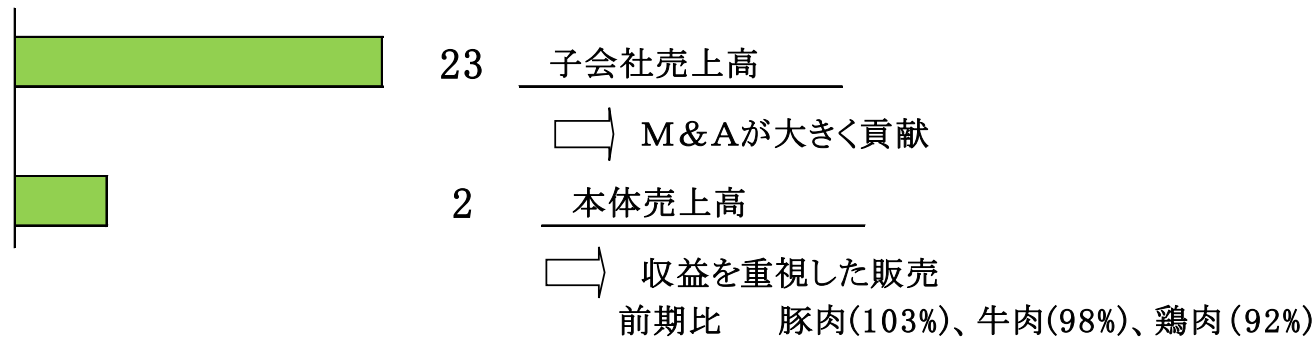 23 子会社売上高
M&Aが大きく貢献
2 本体売上高
収益を重視した販売
前期比 豚肉(103%)、牛肉(98%)、鶏肉(92%)